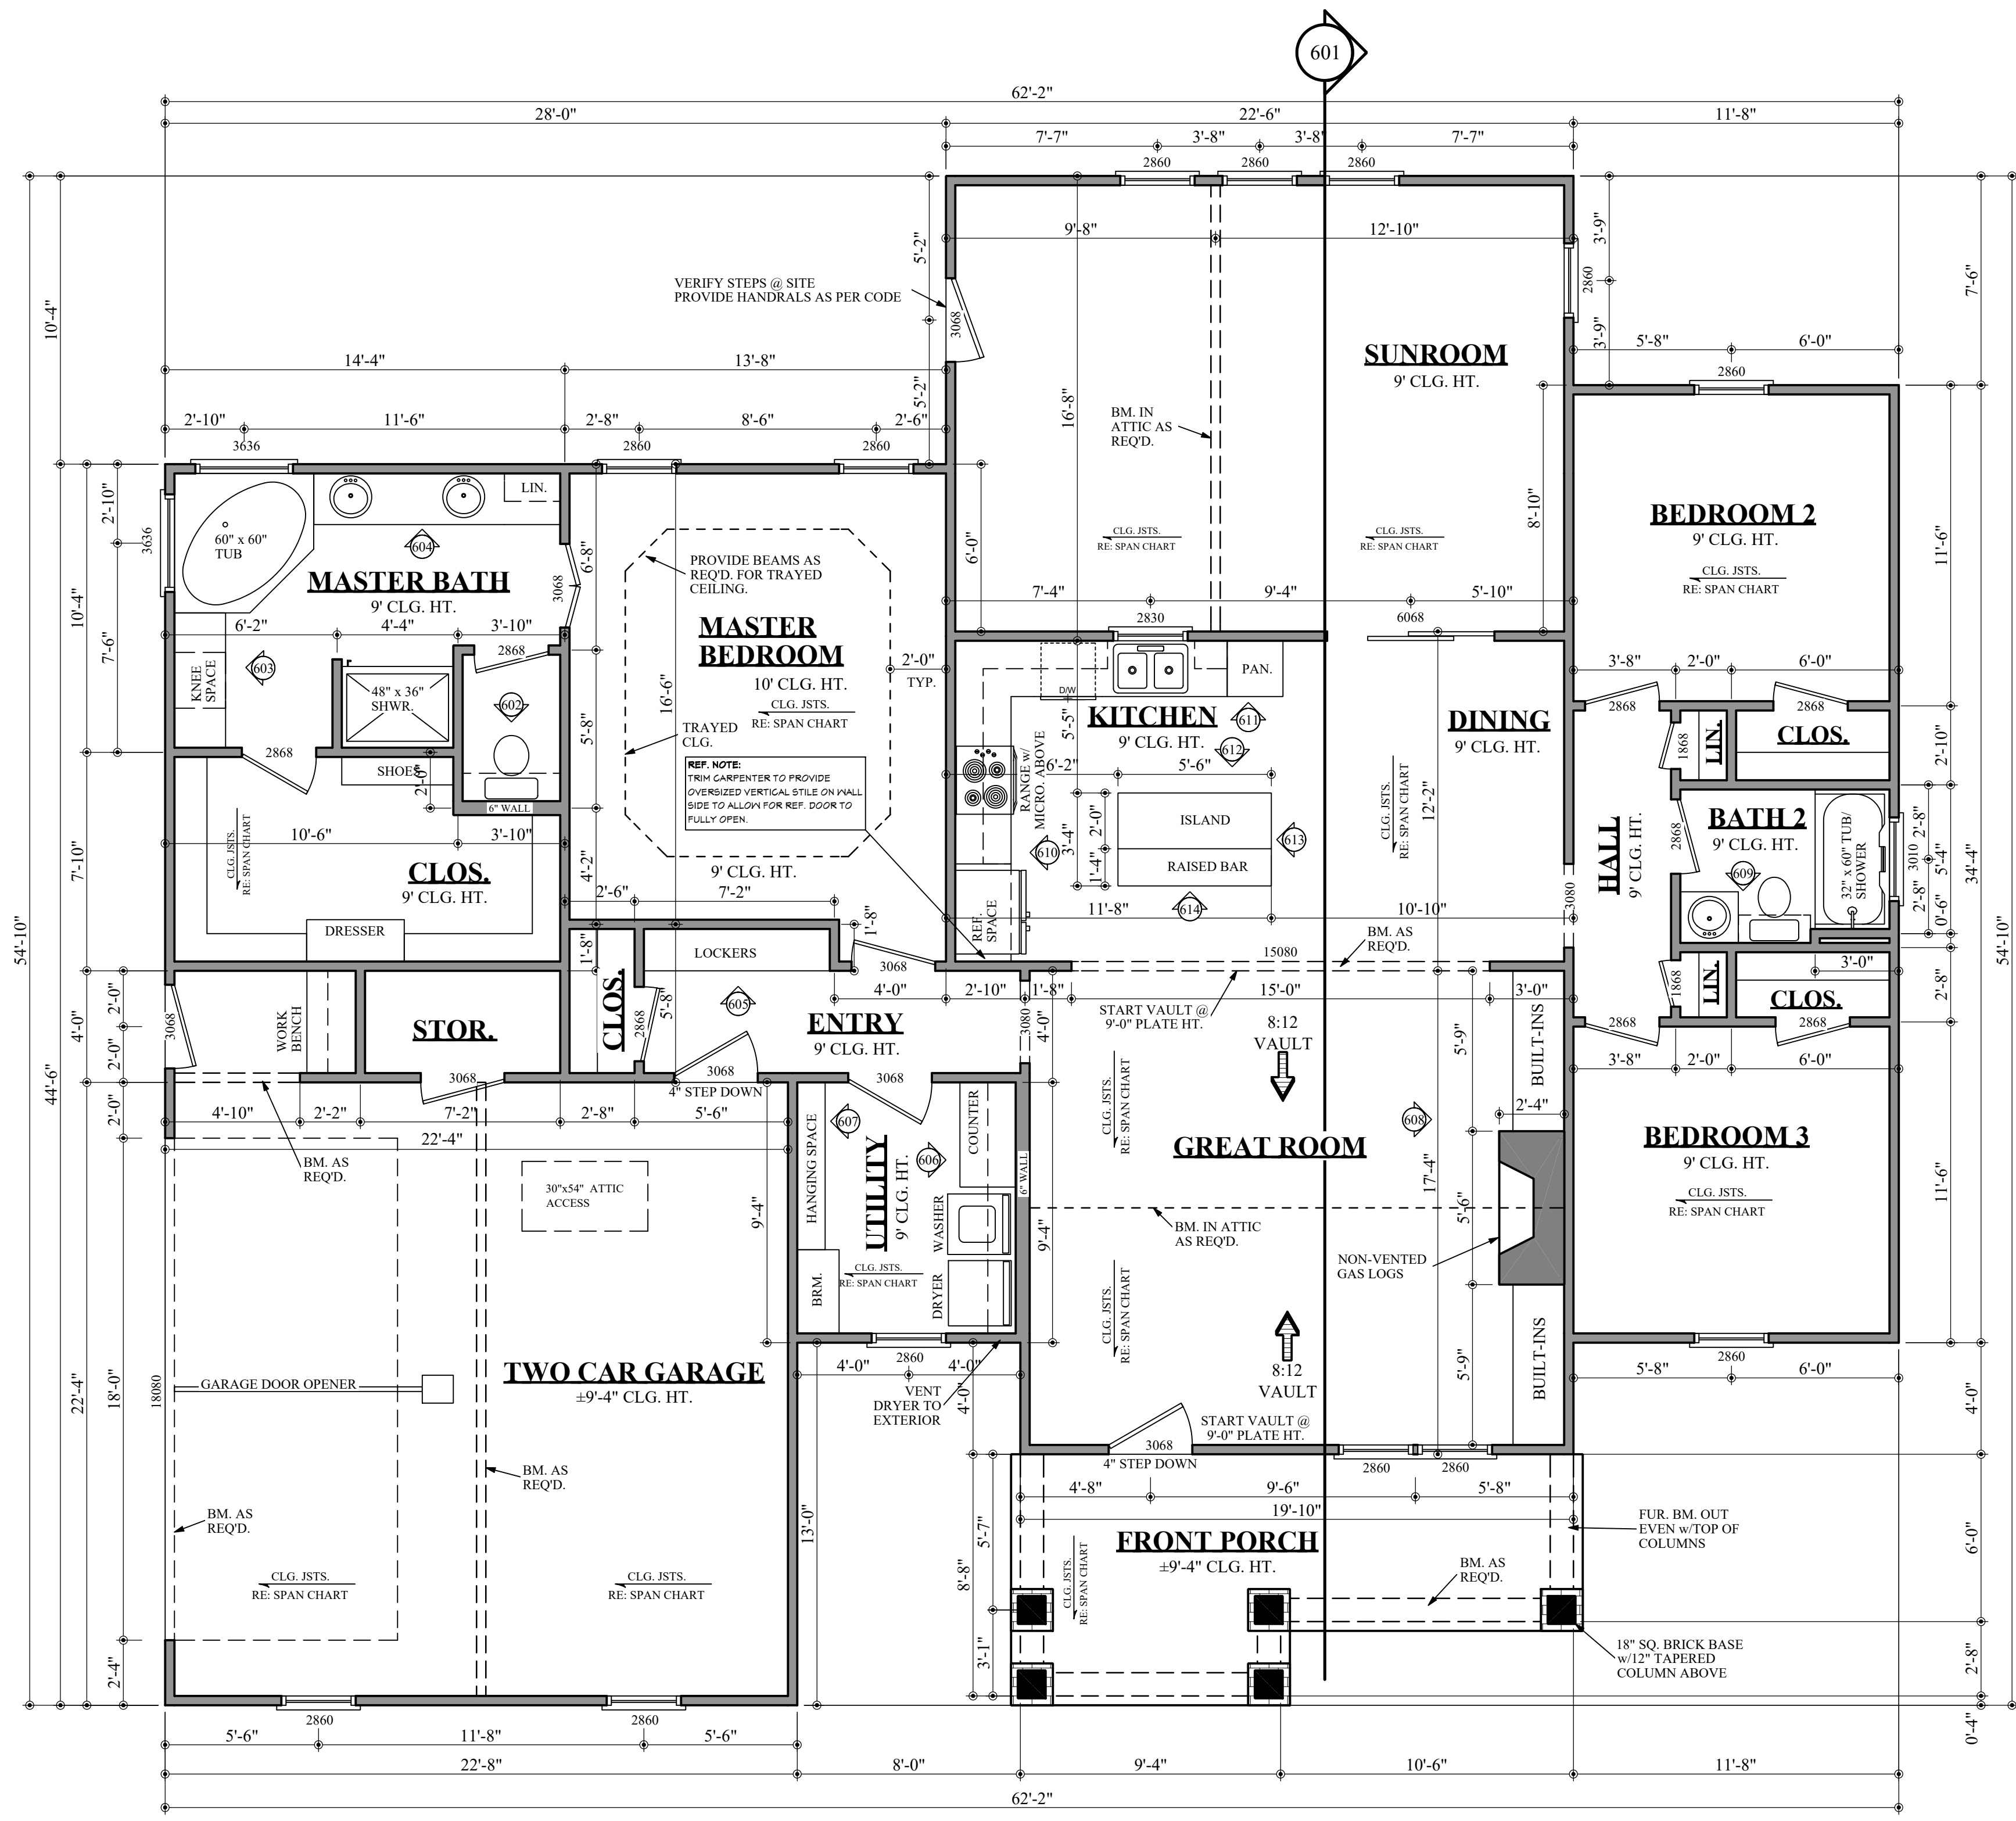 601
62'-2"
28'-0"
22'-6"
11'-8"
7'-7"
3'-8"
3'-8"
7'-7"
2860
2860
2860
9'-8"
12'-10"
5'-2"
3'-9"
2860
3'-9"
7'-6"
10'-4"
VERIFY STEPS @ SITE
PROVIDE HANDRALS AS PER CODE
3068
5'-2"
SUNROOM
9' CLG. HT.
5'-8"
6'-0"
2860
14'-4"
13'-8"
2'-10"
11'-6"
2'-8"
8'-6"
2'-6"
3636
2860
2860
16'-8"
BM. IN
ATTIC AS
REQ'D.
8'-10"
6'-0"
CLG. JSTS.
RE: SPAN CHART
CLG. JSTS.
RE: SPAN CHART
7'-4"
9'-4"
5'-10"
2830
6068
BEDROOM 2
9' CLG. HT.
CLG. JSTS.
RE: SPAN CHART
11'-6"
3'-8"
2'-0"
6'-0"
2868
2868
2'-10"
3636
7'-6"
10'-4"
60" x 60"
TUB
LIN.
604
MASTER BATH
9' CLG. HT.
6'-2"
4'-4"
3'-10"
3068
6'-8"
KNEE
SPACE
603
48" x 36"
SHWR.
2868
602
2868
SHOES
2'-0"
6" WALL
5'-8"
16'-6"
4'-2"
PROVIDE BEAMS AS
REQ'D. FOR TRAYED
CEILING.
MASTER
BEDROOM
10' CLG. HT.
CLG. JSTS.
RE: SPAN CHART
2'-0"
TYP.
TRAYED
CLG.
REF. NOTE:
TRIM CARPENTER TO PROVIDE
OVERSIZED VERTICAL STILE ON WALL
SIDE TO ALLOW FOR REF. DOOR TO
FULLY OPEN.
9' CLG. HT.
CLG. JSTS.
RE: SPAN CHART
10'-6"
3'-10"
CLOS.
9' CLG. HT.
DRESSER
7'-10"
2'-6"
7'-2"
1'-8"
D/W
PAN.
KITCHEN
9' CLG. HT.
611
612
5'-5"
6'-2"
5'-6"
RANGE w/
MICRO. ABOVE
3'-4"
2'-0"
1'-4"
610
ISLAND
RAISED BAR
613
614
REF.
SPACE
11'-8"
10'-10"
DINING
9' CLG. HT.
CLG. JSTS.
RE: SPAN CHART
12'-2"
3080
BM. AS
REQ'D.
15080
HALL
9' CLG. HT.
1868
LIN.
CLOS.
2'-10"
BATH 2
9' CLG. HT.
2868
609
32" x 60" TUB/
SHOWER
3010
2'-8"
2'-8"
5'-4"
0'-6"
34'-4"
54'-10"
1868
LIN.
3'-0"
CLOS.
2'-8"
2868
2868
3'-8"
2'-0"
6'-0"
54'-10"
44'-6"
4'-0"
2'-0"
2'-0"
2'-0"
3068
WORK
BENCH
STOR.
3068
1'-8"
CLOS.
2868
5'-8"
LOCKERS
605
3068
ENTRY
9' CLG. HT.
3068
4" STEP DOWN
3068
4'-0"
2'-10"
1'-8"
15'-0"
3'-0"
3080
4'-0"
START VAULT @
9'-0" PLATE HT.
8:12
VAULT
5'-9"
BUILT-INS
2'-4"
4'-10"
2'-2"
7'-2"
2'-8"
5'-6"
22'-4"
BM. AS
REQ'D.
30"x54" ATTIC
ACCESS
9'-4"
HANGING SPACE
607
606
COUNTER
UTILITY
9' CLG. HT.
WASHER
DRYER
BRM.
CLG. JSTS.
RE: SPAN CHART
6" WALL
9'-4"
CLG. JSTS.
RE: SPAN CHART
608
GREAT ROOM
17'-4"
5'-6"
BM. IN ATTIC
AS REQ'D.
NON-VENTED
GAS LOGS
CLG. JSTS.
RE: SPAN CHART
8:12
VAULT
START VAULT @
9'-0" PLATE HT.
5'-9"
BUILT-INS
BEDROOM 3
9' CLG. HT.
CLG. JSTS.
RE: SPAN CHART
11'-6"
2860
5'-8"
6'-0"
4'-0"
22'-4"
18'-0"
18080
GARAGE DOOR OPENER
TWO CAR GARAGE
±9'-4" CLG. HT.
BM. AS
REQ'D.
BM. AS
REQ'D.
CLG. JSTS.
RE: SPAN CHART
CLG. JSTS.
RE: SPAN CHART
2'-4"
2860
4'-0"
4'-0"
VENT
DRYER TO
EXTERIOR
4'-0"
13'-0"
3068
4" STEP DOWN
2860
2860
4'-8"
9'-6"
5'-8"
19'-10"
5'-7"
8'-8"
3'-1"
FRONT PORCH
±9'-4" CLG. HT.
CLG. JSTS.
RE: SPAN CHART
BM. AS
REQ'D.
FUR. BM. OUT
EVEN w/TOP OF
COLUMNS
18" SQ. BRICK BASE
w/12" TAPERED
COLUMN ABOVE
6'-0"
2'-8"
0'-4"
2860
2860
5'-6"
11'-8"
5'-6"
22'-8"
8'-0"
9'-4"
10'-6"
11'-8"
62'-2"